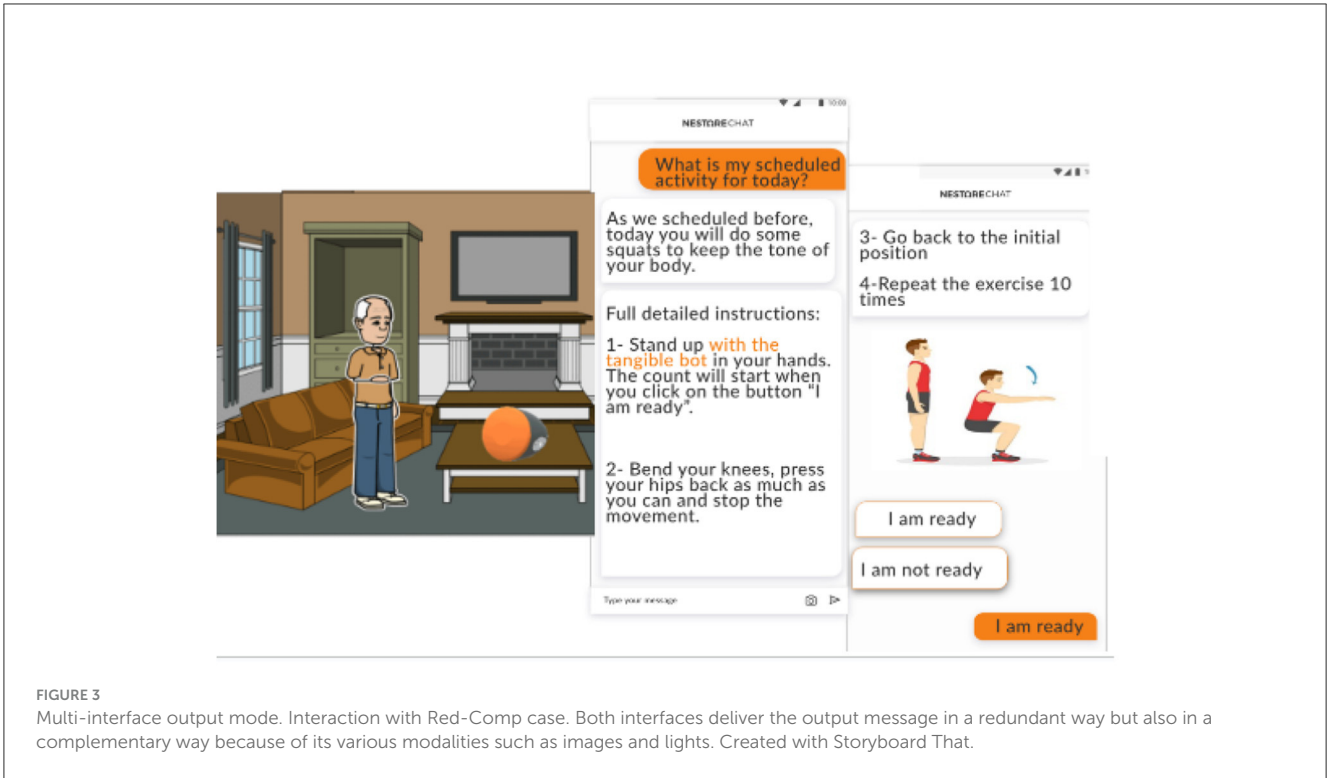 10:00
NESTORECHAT
What is my scheduled
activity for today?
As we scheduled before,
today you will do some
squats to keep the tone of
your body.
Full detailed instructions:
1- Stand up with the
tangible bot in your hands.
The count will start when
you click on the button "I
am ready".
2- Bend your knees, press
your hips back as much as
you can and stop the
movement.
Type your message
NESTORECHAT
3- Go back to the initial
position
4-Repeat the exercise 10
times
I am ready
I am not ready
I am ready
FIGURE 3
Multi-interface output mode. Interaction with Red-Comp case. Both interfaces deliver the output message in a redundant way but also in a
complementary way because of its various modalities such as images and lights. Created with Storyboard That.